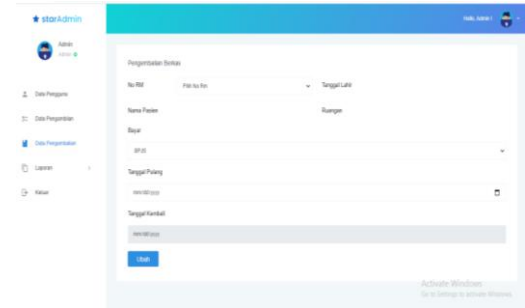 starAdmin
Hallo, Admin !
Admin
Admin
Data Pengguna
Data Pengambilan
Data Pengembalian
Laporan
Keluar
Pengembalian Berkas
No RM
Pilih No Rm
Tanggal Lahir
Nama Pasien
Ruangan
Bayar
BPJS
Tanggal Pulang
mm/dd/yyyy
Tanggal Kembali
mm/dd/yyyy
Ubah
Activate Windows
Go to Settings to activate Windows.